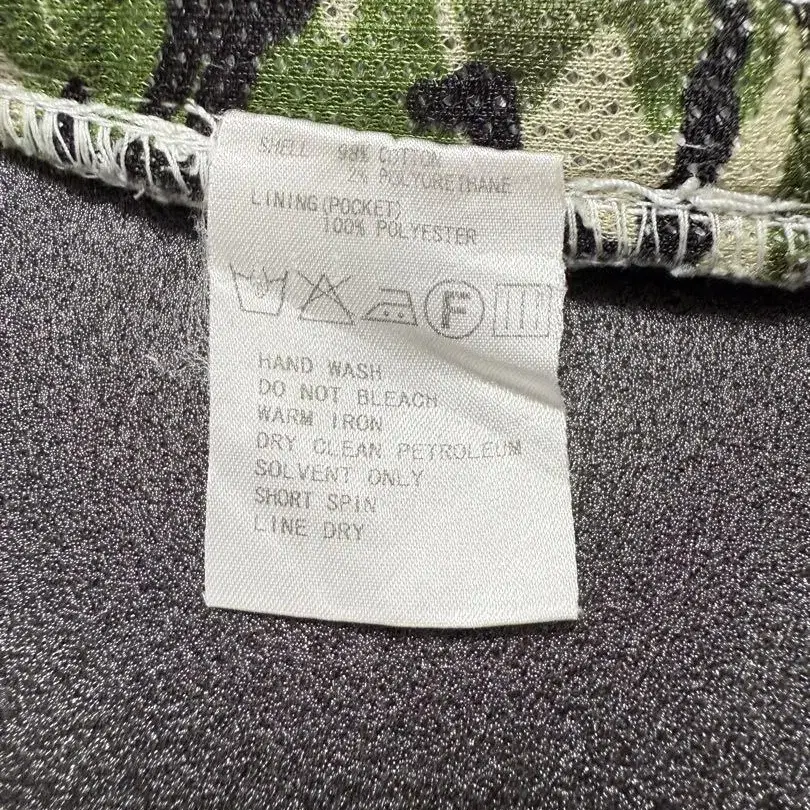 SHELL 98% COTTON
2% POLYURETHANE
LINING(POCKET)
100% POLYESTER
F
HAND WASH
DO NOT BLEACH
WARM IRON
DRY CLEAN PETROLEUM
SOLVENT ONLY
SHORT SPIN
LINE DRY